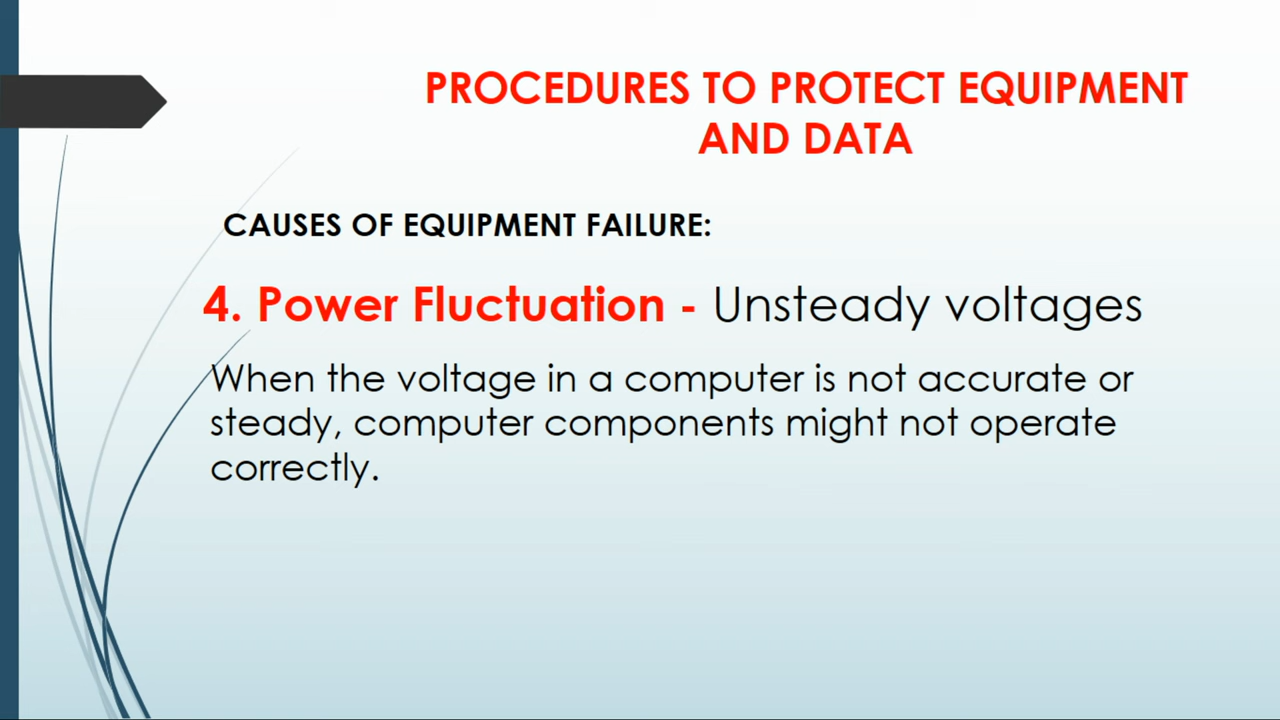 PROCEDURES TO PROTECT EQUIPMENT
AND DATA
CAUSES OF EQUIPMENT FAILURE:
4. Power Fluctuation - Unsteady voltages
When the voltage in a computer is not accurate or
steady, computer components might not operate
correctly.